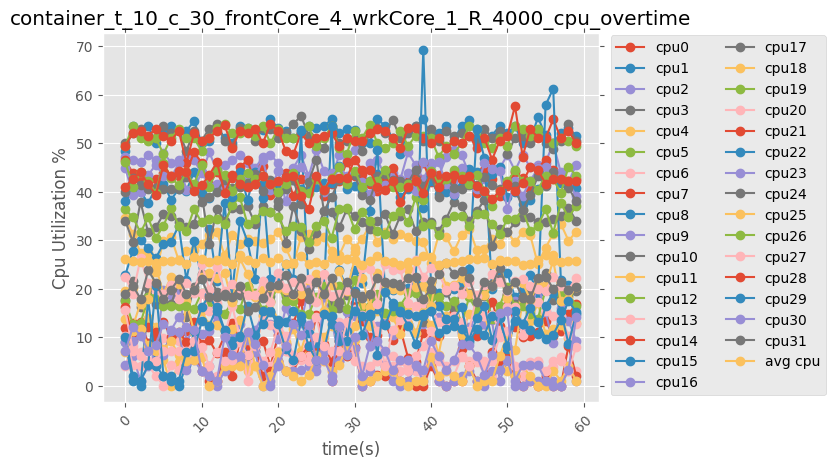 container_t_10_c_30_frontCore_4_wrkCore_1_R_4000_cpu_overtime
Cpu Utilization %
70
60
50
40
30
20
10
0
0
10
20
30
40
50
60
time(s)
cpu0
cpu1
cpu2
cpu3
cpu4
cpu5
cpu6
cpu7
cpu8
cpu9
cpu10
cpu11
cpu12
cpu13
cpu14
cpu15
cpu16
cpu17
cpu18
cpu19
cpu20
cpu21
cpu22
cpu23
cpu24
cpu25
cpu26
cpu27
cpu28
cpu29
cpu30
cpu31
avg cpu